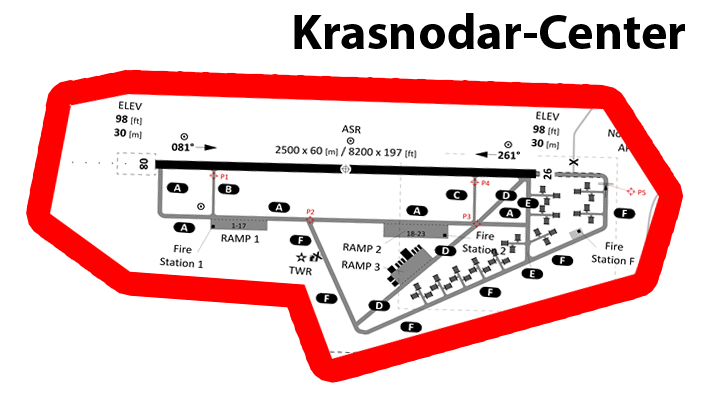 Krasnodar-Center
ELEV
98 [ft]
30 [m]
081°
ASR
2500 x 60 [m] / 8200 x 197 [ft]
ELEV
98 [ft]
30 [m]
261°
No
AF
08
26
P1
P4
P5
A
B
C
D
E
F
A
P2
A
P3
A
A
1-17
18-23
RAMP 1
F
RAMP 2
RAMP 3
Fire
Station 1
TWR
Fire
Station 2
D
E
F
Fire
Station F
F
D
F
F